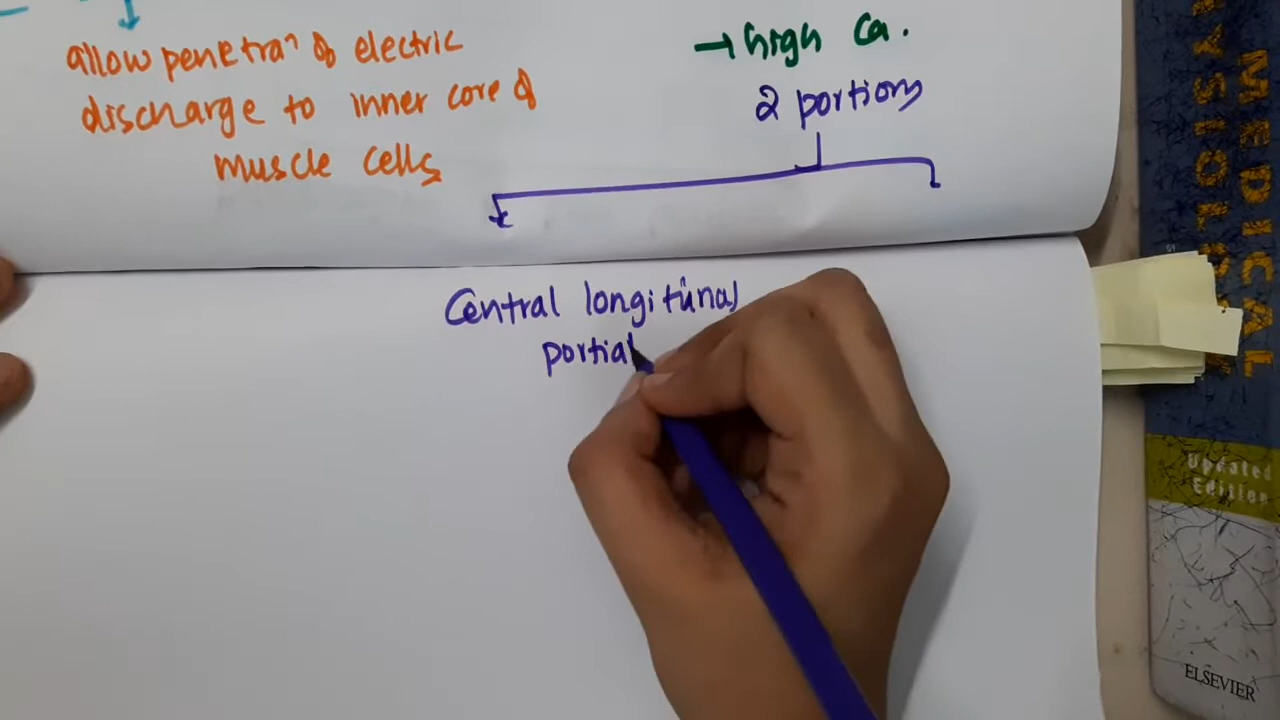 allow penetraⁿ of electric
discharge to inner core of
muscle cells
→ high Ca.
2 portions
Central longitunal
portial
MEDICAL
Updated
Edition
ELSEVIER